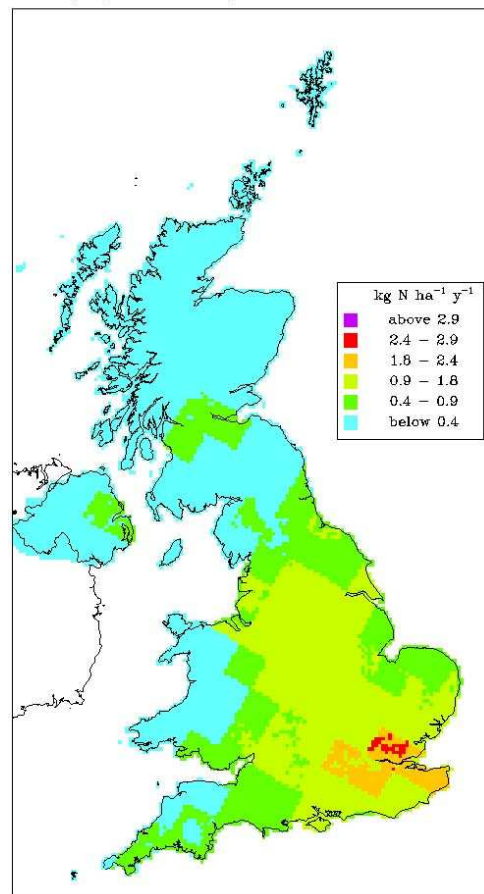 kg N ha⁻¹ y⁻¹
above 2.9
2.4 – 2.9
1.8 – 2.4
0.9 – 1.8
0.4 – 0.9
below 0.4